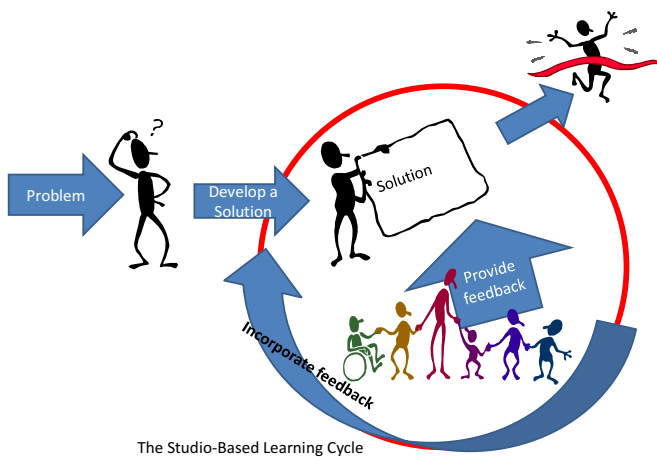 ?
Problem
Develop a
Solution
Solution
Provide
feedback
Incorporate feedback
The Studio-Based Learning Cycle